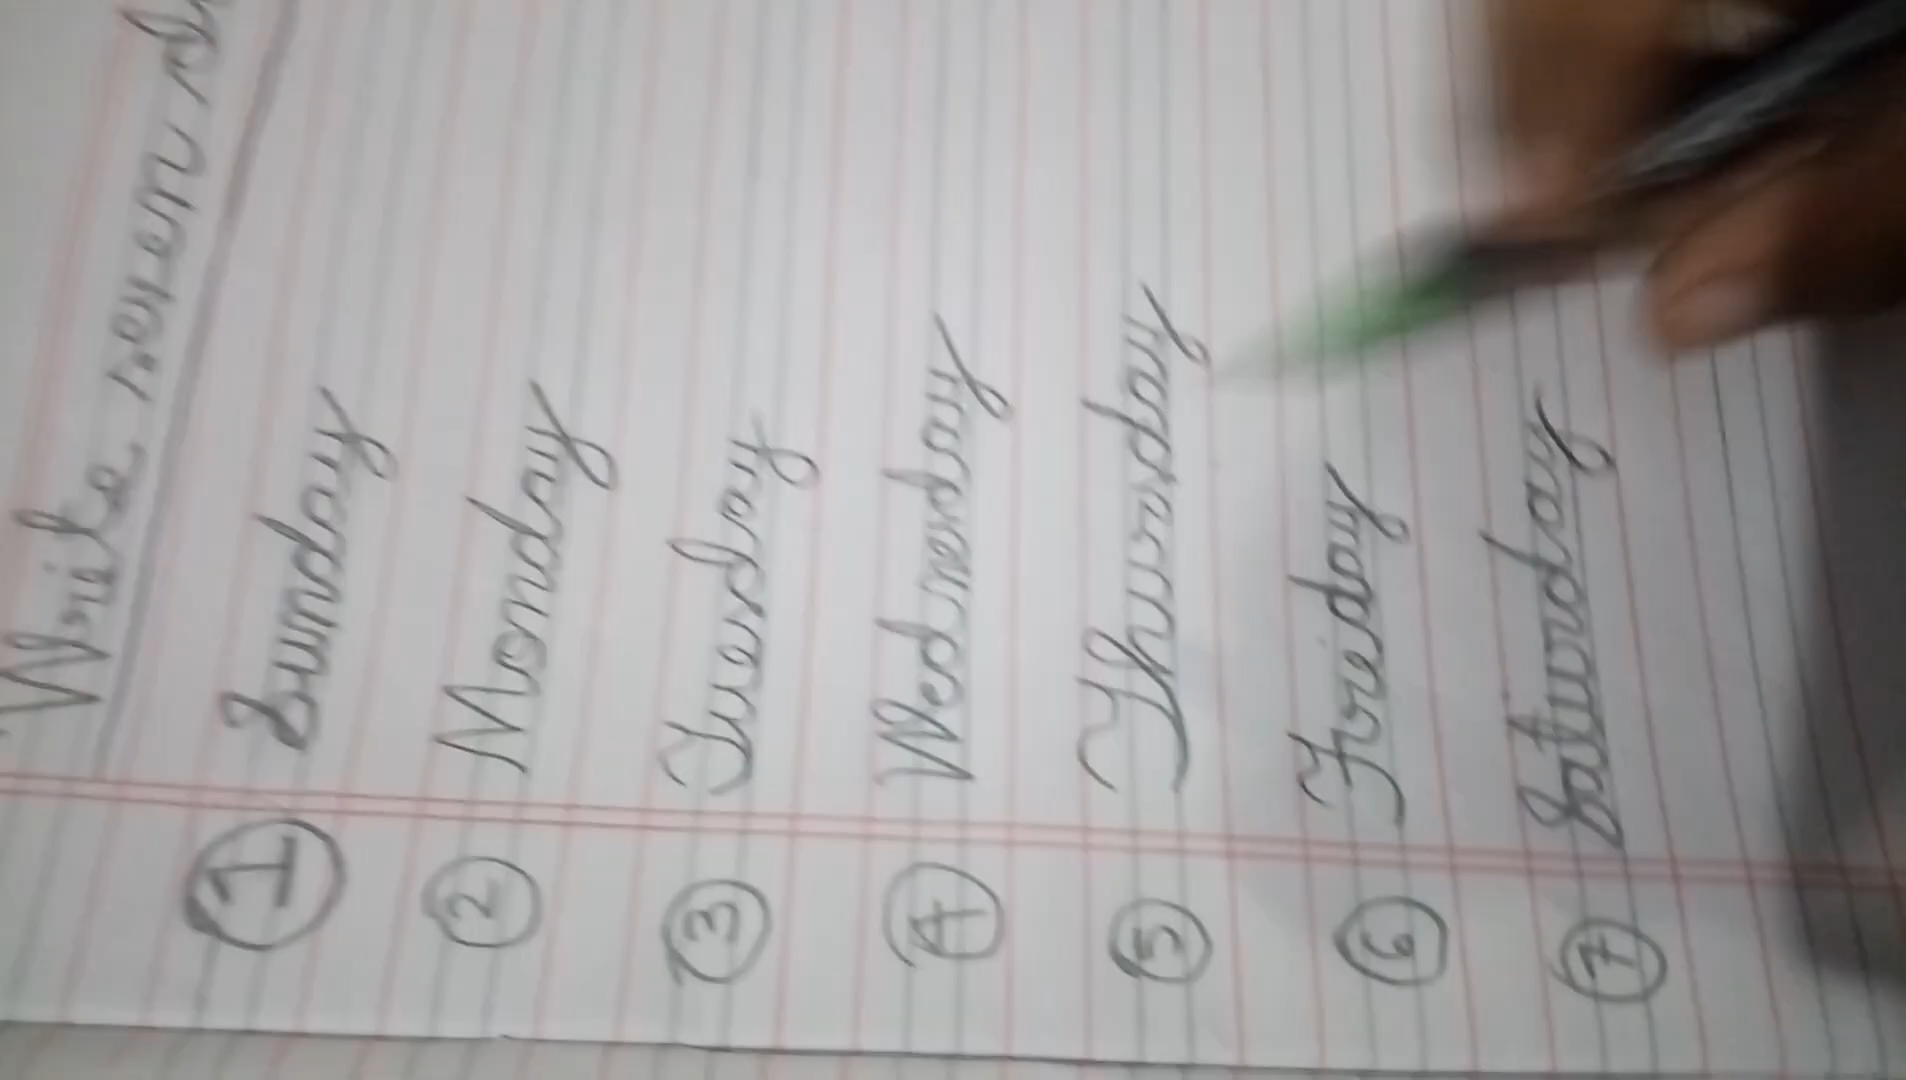 Write seven
1 Sunday
2 Monday
3 Tuesday
4 Wednesday
5 Thursday
6 Friday
7 Saturday